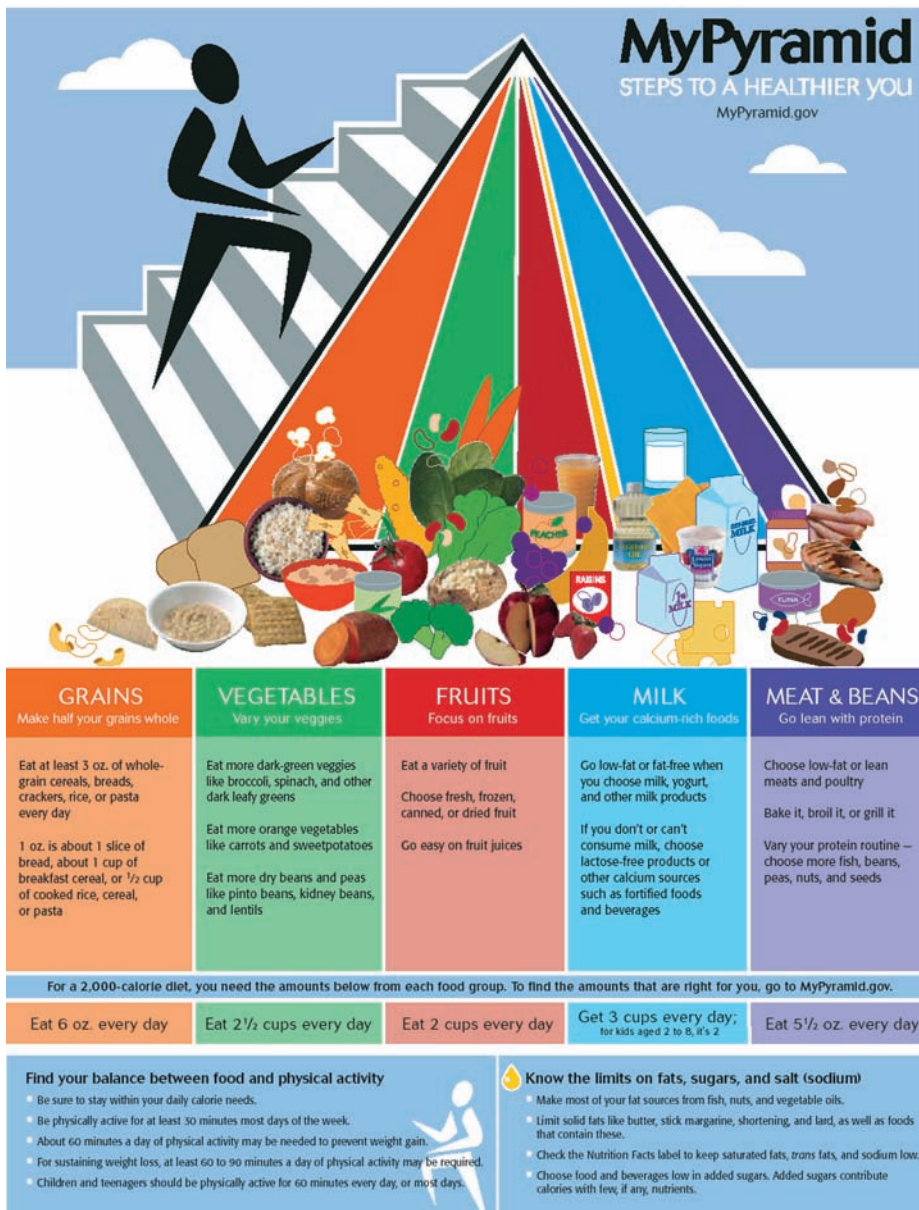 MyPyramid
STEPS TO A HEALTHIER YOU
MyPyramid.gov
PEACHES
RAISINS
MILK
1%
MILK
TUNA
GRAINS
Make half your grains whole
Eat at least 3 oz. of whole-
grain cereals, breads,
crackers, rice, or pasta
every day
1 oz. is about 1 slice of
bread, about 1 cup of
breakfast cereal, or ½ cup
of cooked rice, cereal,
or pasta
VEGETABLES
Vary your veggies
Eat more dark-green veggies
like broccoli, spinach, and other
dark leafy greens
Eat more orange vegetables
like carrots and sweetpotatoes
Eat more dry beans and peas
like pinto beans, kidney beans,
and lentils
FRUITS
Focus on fruits
Eat a variety of fruit
Choose fresh, frozen,
canned, or dried fruit
Go easy on fruit juices
MILK
Get your calcium-rich foods
Go low-fat or fat-free when
you choose milk, yogurt,
and other milk products
If you don't or can't
consume milk, choose
lactose-free products or
other calcium sources
such as fortified foods
and beverages
MEAT & BEANS
Go lean with protein
Choose low-fat or lean
meats and poultry
Bake it, broil it, or grill it
Vary your protein routine –
choose more fish, beans,
peas, nuts, and seeds
For a 2,000-calorie diet, you need the amounts below from each food group. To find the amounts that are right for you, go to MyPyramid.gov.
Eat 6 oz. every day
Eat 2½ cups every day
Eat 2 cups every day
Get 3 cups every day;
for kids aged 2 to 8, it's 2
Eat 5½ oz. every day
Find your balance between food and physical activity
Be sure to stay within your daily calorie needs.
Be physically active for at least 30 minutes most days of the week.
About 60 minutes a day of physical activity may be needed to prevent weight gain.
For sustaining weight loss, at least 60 to 90 minutes a day of physical activity may be required.
Children and teenagers should be physically active for 60 minutes every day, or most days.
Know the limits on fats, sugars, and salt (sodium)
Make most of your fat sources from fish, nuts, and vegetable oils.
Limit solid fats like butter, stick margarine, shortening, and lard, as well as foods
that contain these.
Check the Nutrition Facts label to keep saturated fats, trans fats, and sodium low.
Choose food and beverages low in added sugars. Added sugars contribute
calories with few, if any, nutrients.